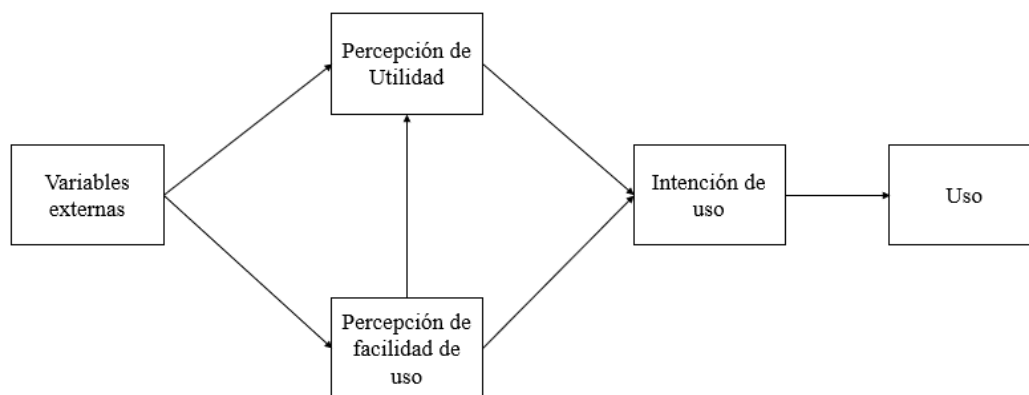 Percepción de
Utilidad
Variables
externas
Intención de
uso
Uso
Percepción de
facilidad de
uso